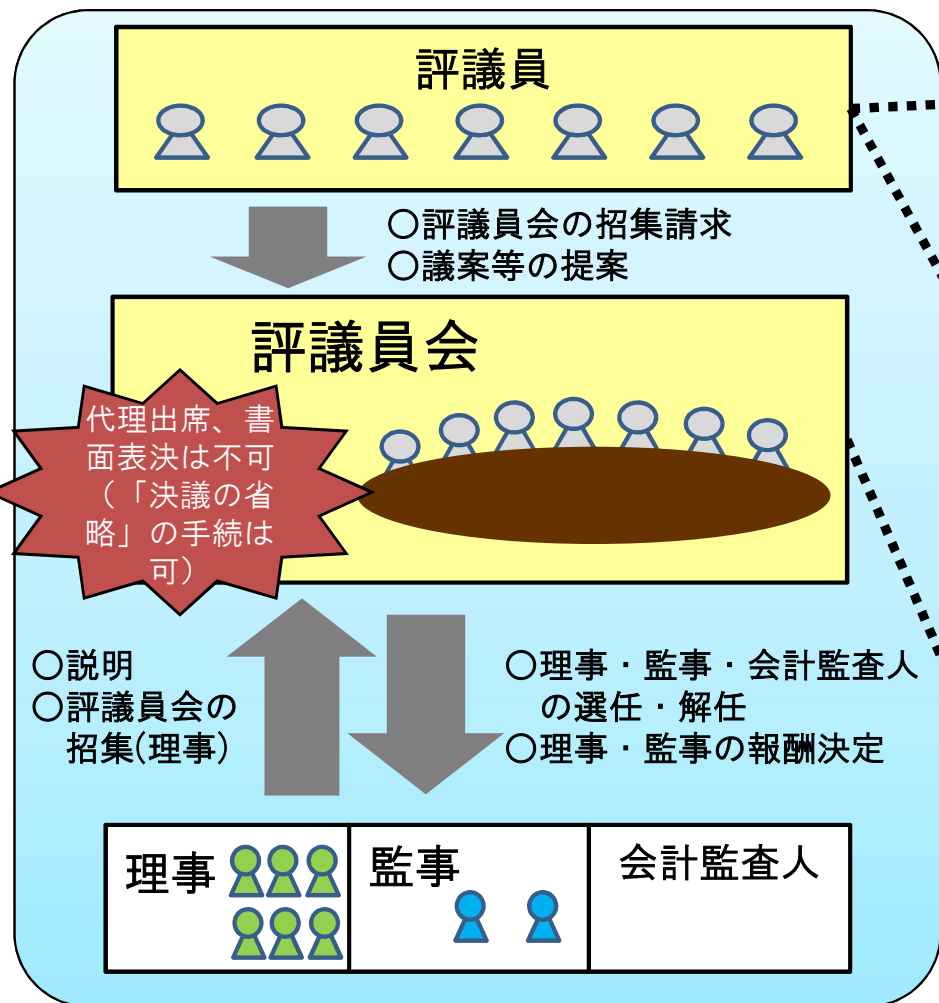 評議員
○評議員会の招集請求
○議案等の提案
評議員会
代理出席、書
面表決は不可
（「決議の省
略」の手続は
可）
○説明
○評議員会の
招集(理事)
○理事・監事・会計監査人
の選任・解任
○理事・監事の報酬決定
理事
監事
会計監査人